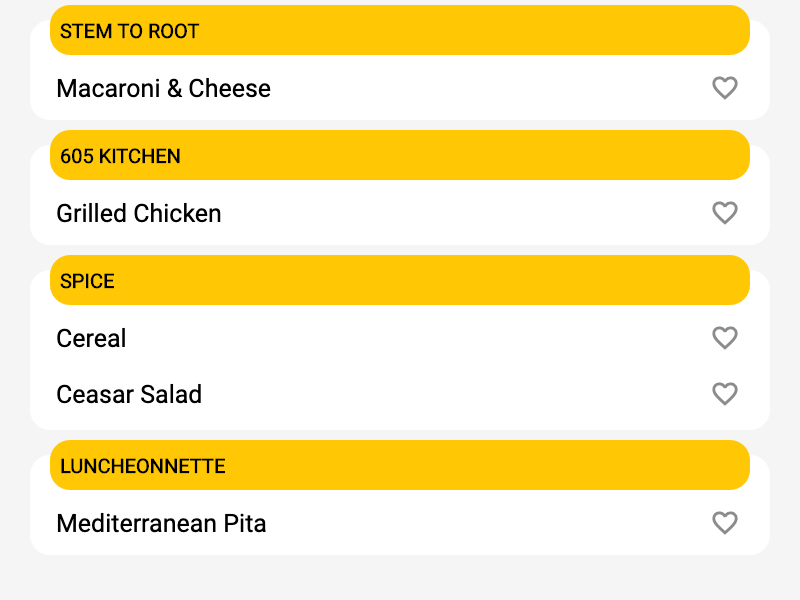 STEM TO ROOT
Macaroni & Cheese
605 KITCHEN
Grilled Chicken
SPICE
Cereal
Ceasar Salad
LUNCHEONNETTE
Mediterranean Pita